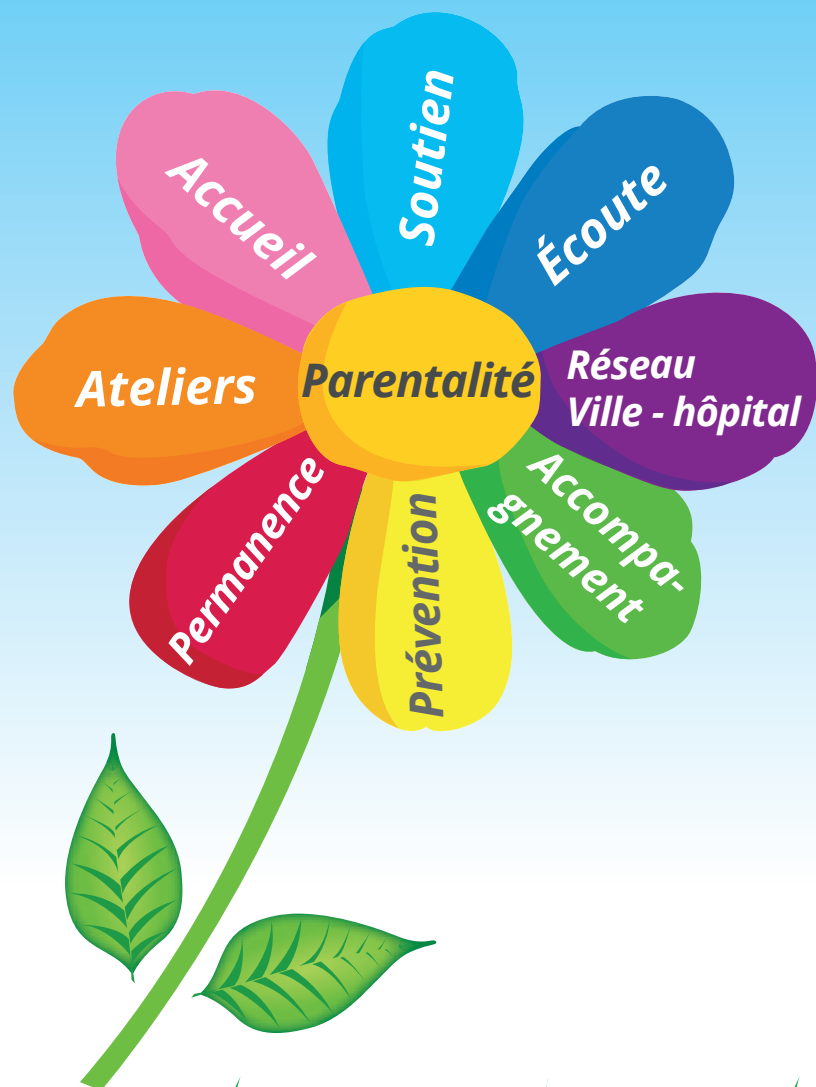 Soutien
Écoute
Réseau
Ville - hôpital
Accompa-
gnement
Prévention
Permanence
Ateliers
Accueil
Parentalité